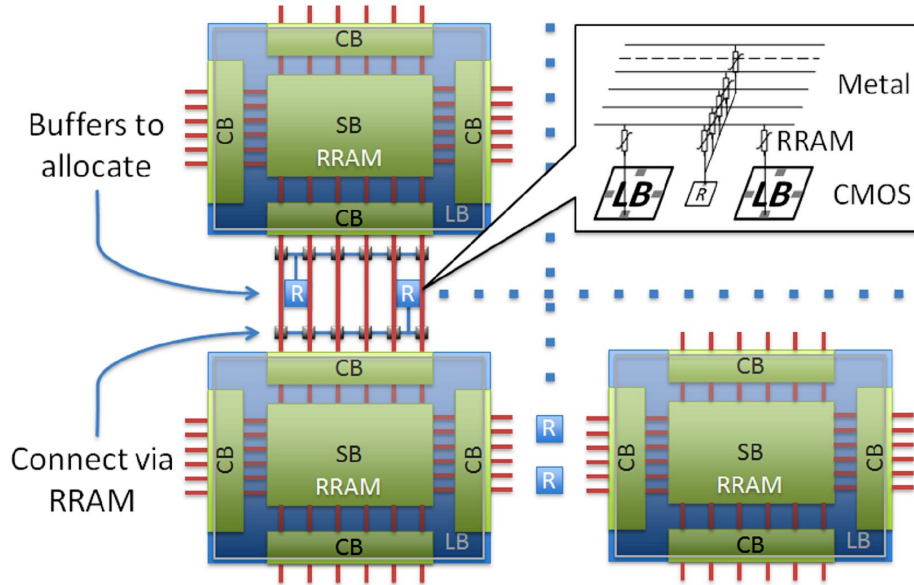 CB
CB
SB
RRAM
CB
CB
LB
Buffers to
allocate
R
R
Metal
RRAM
LB
R
LB
CMOS
Connect via
RRAM
CB
CB
SB
RRAM
CB
CB
LB
R
R
CB
CB
SB
RRAM
CB
CB
LB